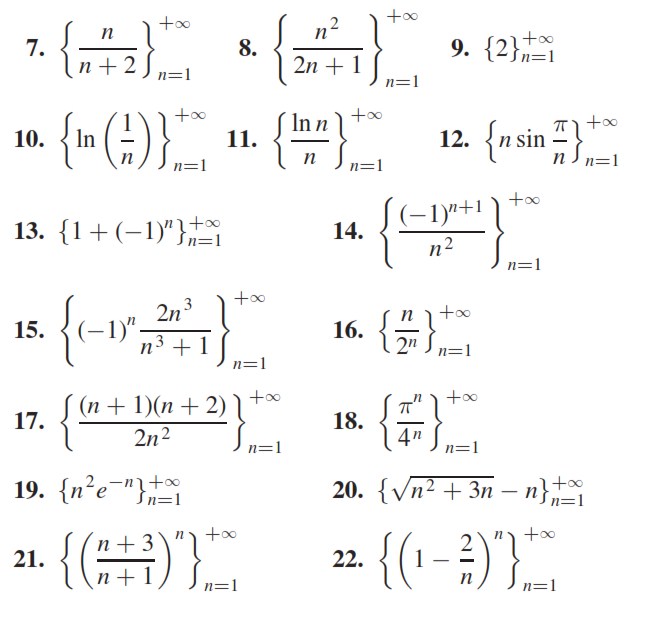 7. {n/(n + 2)}_{n=1}^{+∞} 8. {n²/(2n + 1)}_{n=1}^{+∞} 9. {2}_{n=1}^{+∞}
10. {ln (1/n)}_{n=1}^{+∞} 11. {ln n/n}_{n=1}^{+∞} 12. {n sin π/n}_{n=1}^{+∞}
13. {1 + (−1)ⁿ}_{n=1}^{+∞} 14. {(−1)ⁿ⁺¹/n²}_{n=1}^{+∞}
15. {(−1)ⁿ 2n³/(n³ + 1)}_{n=1}^{+∞} 16. {n/2ⁿ}_{n=1}^{+∞}
17. {(n + 1)(n + 2)/2n²}_{n=1}^{+∞} 18. {πⁿ/4ⁿ}_{n=1}^{+∞}
19. {n²e⁻ⁿ}_{n=1}^{+∞} 20. {√(n² + 3n) − n}_{n=1}^{+∞}
21. {((n + 3)/(n + 1))ⁿ}_{n=1}^{+∞} 22. {(1 − 2/n)ⁿ}_{n=1}^{+∞}